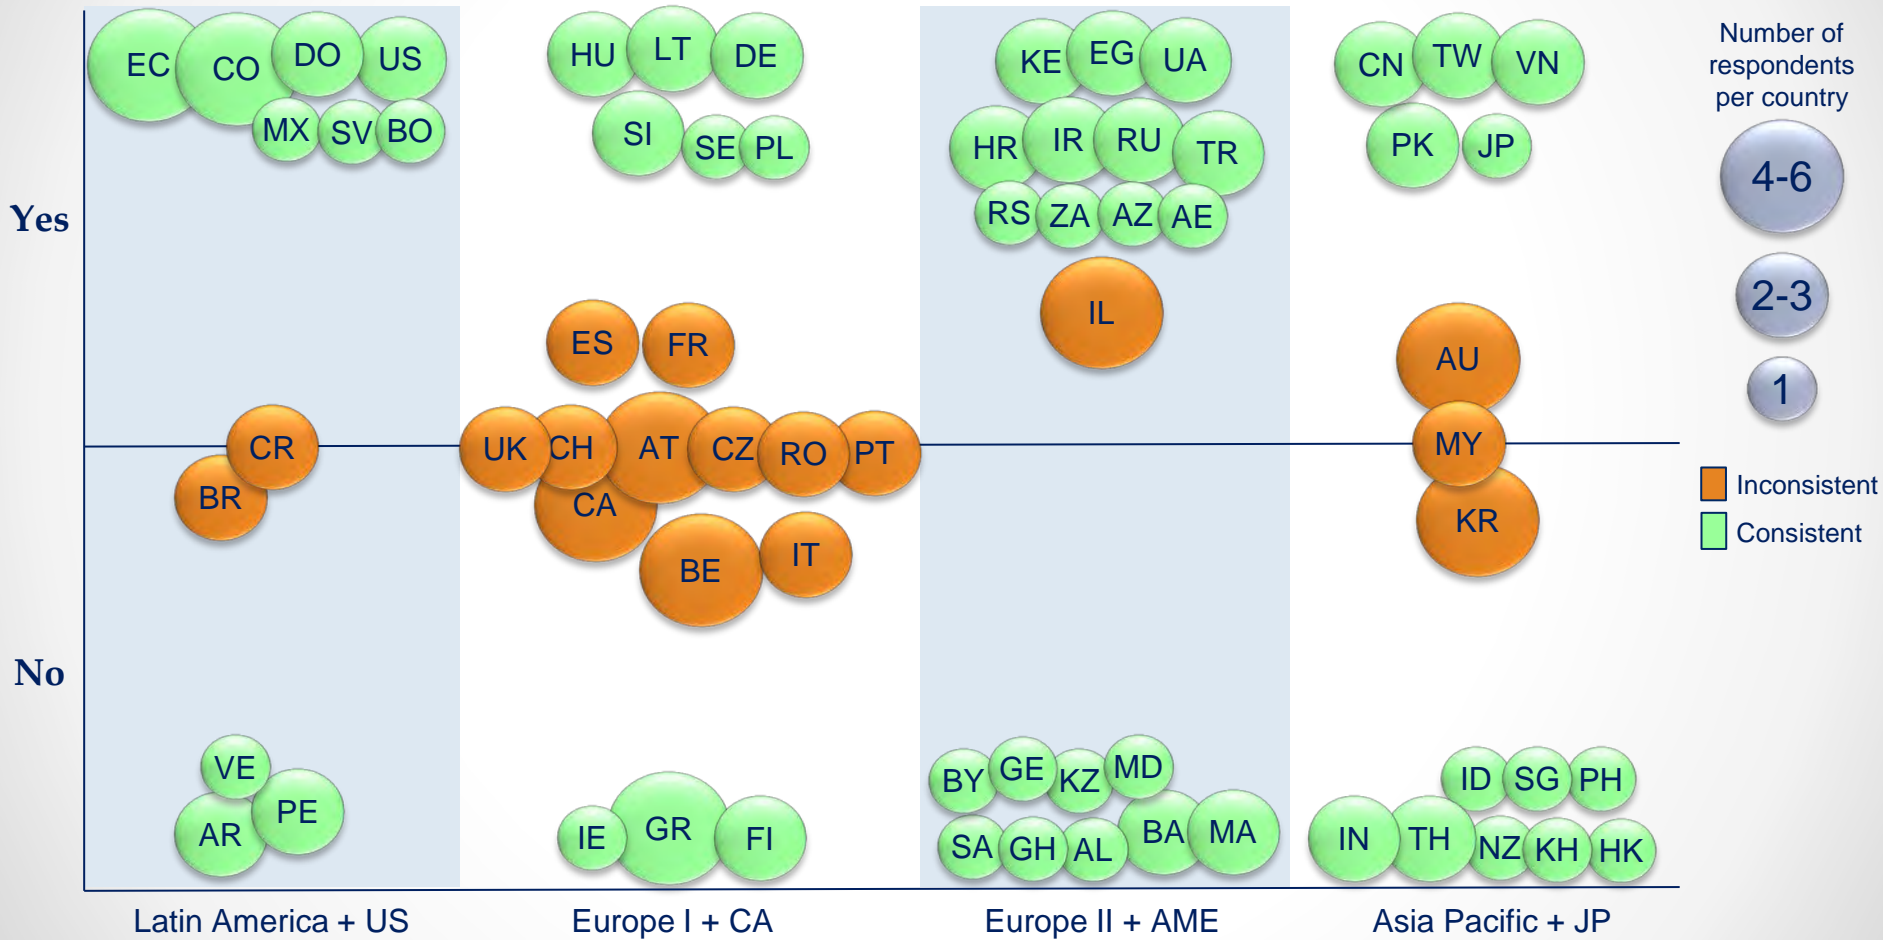 EC
CO
DO
US
MX
SV
BO
HU
LT
DE
SI
SE
PL
KE
EG
UA
HR
IR
RU
TR
RS
ZA
AZ
AE
CN
TW
VN
PK
JP
Number of
respondents
per country
4-6
2-3
1
Yes
IL
ES
FR
AU
CR
BR
UK
CH
AT
CZ
RO
PT
CA
BE
IT
MY
KR
Inconsistent
Consistent
No
VE
AR
PE
IE
GR
FI
BY
GE
KZ
MD
SA
GH
AL
BA
MA
ID
SG
PH
IN
TH
NZ
KH
HK
Latin America + US
Europe I + CA
Europe II + AME
Asia Pacific + JP